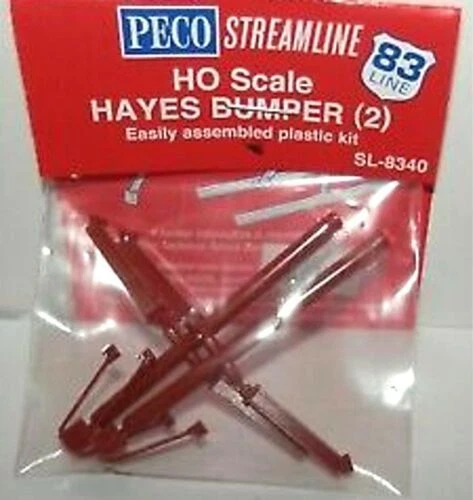 PECO STREAMLINE
83
LINE
HO Scale
HAYES BUMPER (2)
Easily assembled plastic kit
SL-8340